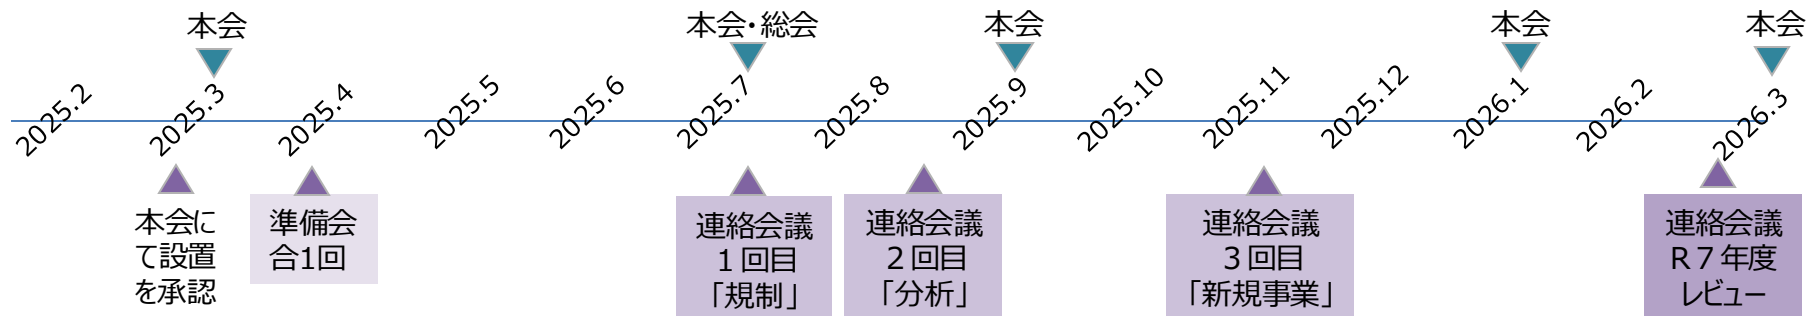 本会
本会・総会
本会
本会
本会
2025.2
2025.3
2025.4
2025.5
2025.6
2025.7
2025.8
2025.9
2025.10
2025.11
2025.12
2026.1
2026.2
2026.3
本会に
て設置
を承認
準備会
合1回
連絡会議
１回目
「規制」
連絡会議
２回目
「分析」
連絡会議
３回目
「新規事業」
連絡会議
R７年度
レビュー